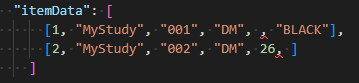 "itemData": [
[1, "MyStudy", "001", "DM", , "BLACK"],
[2, "MyStudy", "002", "DM", 26, ]
]